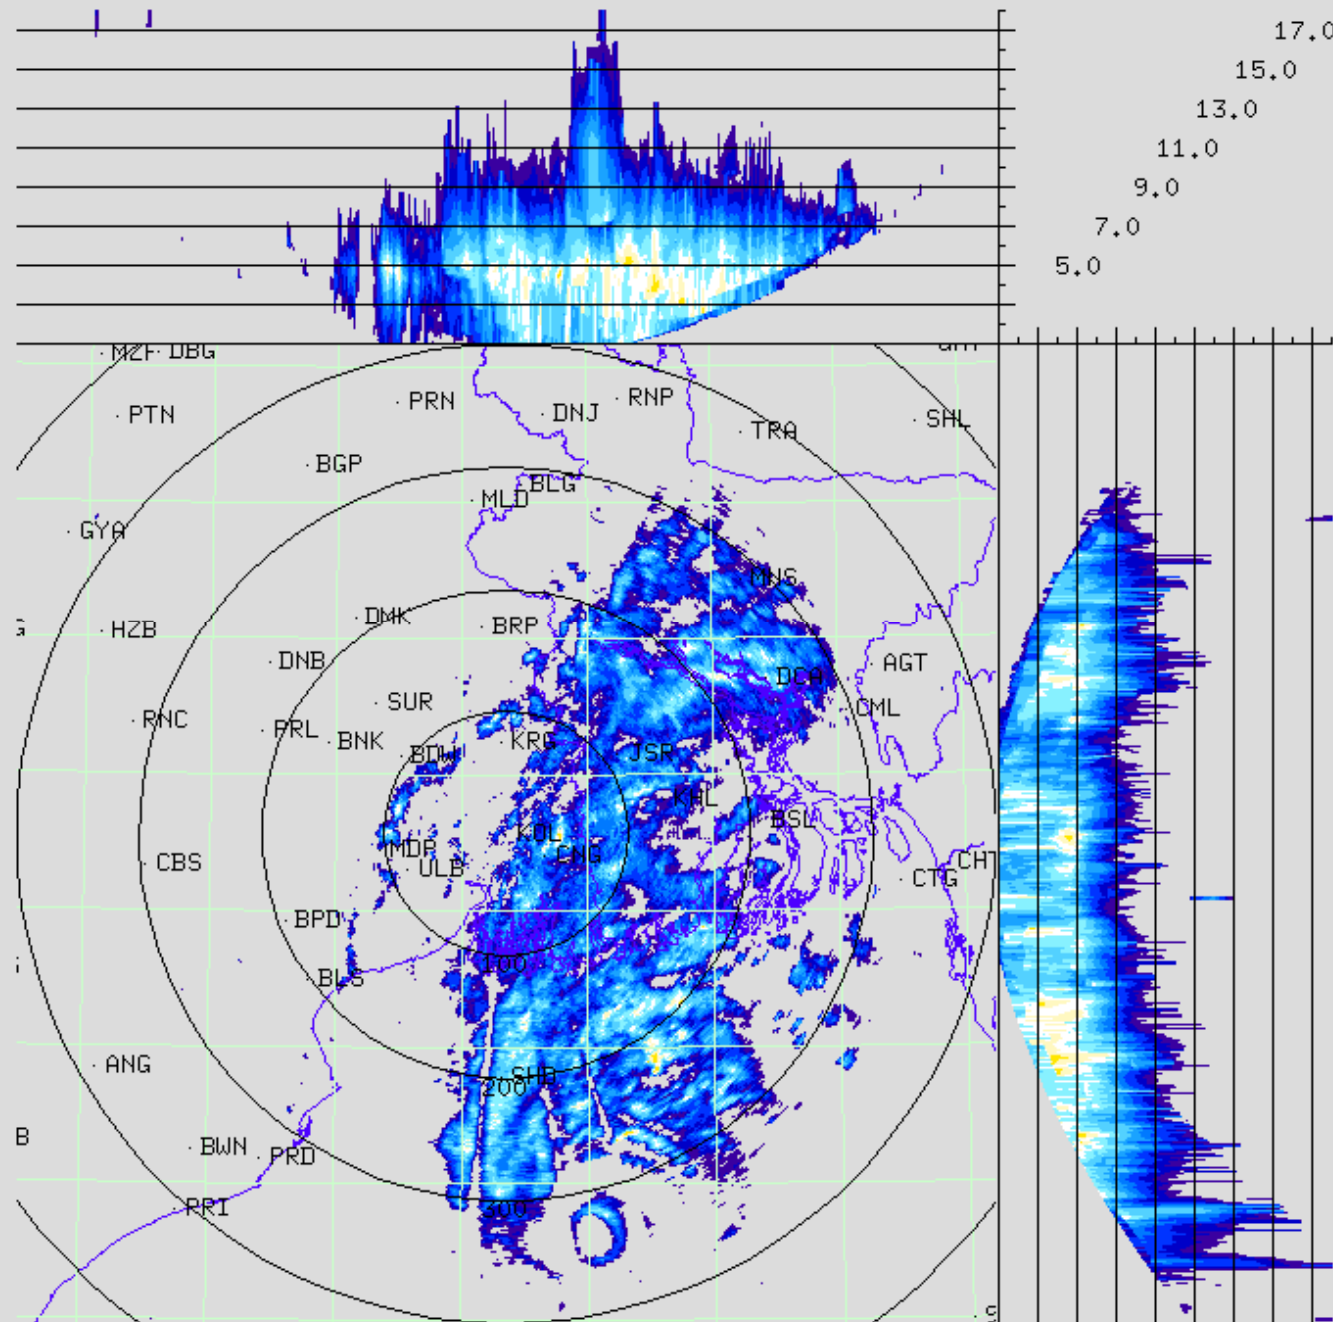 17.0
15.0
13.0
11.0
9.0
7.0
5.0
DBG
PTN
PRN
DNJ
RNP
TRA
SHL
BGP
BLG
MLD
GYA
MNS
HZB
DMK
BRP
DNB
AGT
DCA
SUR
CML
RNC
PRL
BNK
BDW
KRG
JSR
KHL
BSL
KOL
MDP
CNG
ULB
CBS
CTG
CHT
BPD
100
BLS
ANG
SHD
200
BWN
PRD
PRI
300